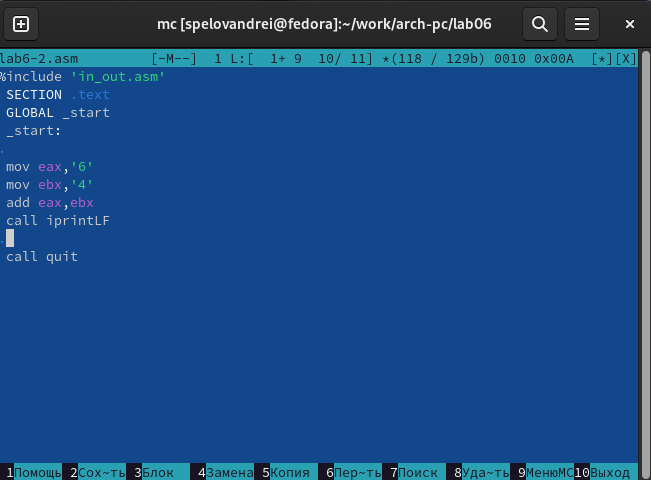 mc [spelovandrei@fedora]:~/work/arch-pc/lab06
lab6-2.asm [-M--] 1 L:[ 1+ 9 10/ 11] *(118 / 129b) 0010 0x00A [*][X]
%include 'in_out.asm'
SECTION .text
GLOBAL _start
_start:
.
mov eax,'6'
mov ebx,'4'
add eax,ebx
call iprintLF
.
call quit
1Помощь 2Сох~ть 3Блок 4Замена 5Копия 6Пер~ть 7Поиск 8Уда~ть 9МенюMC 10Выход